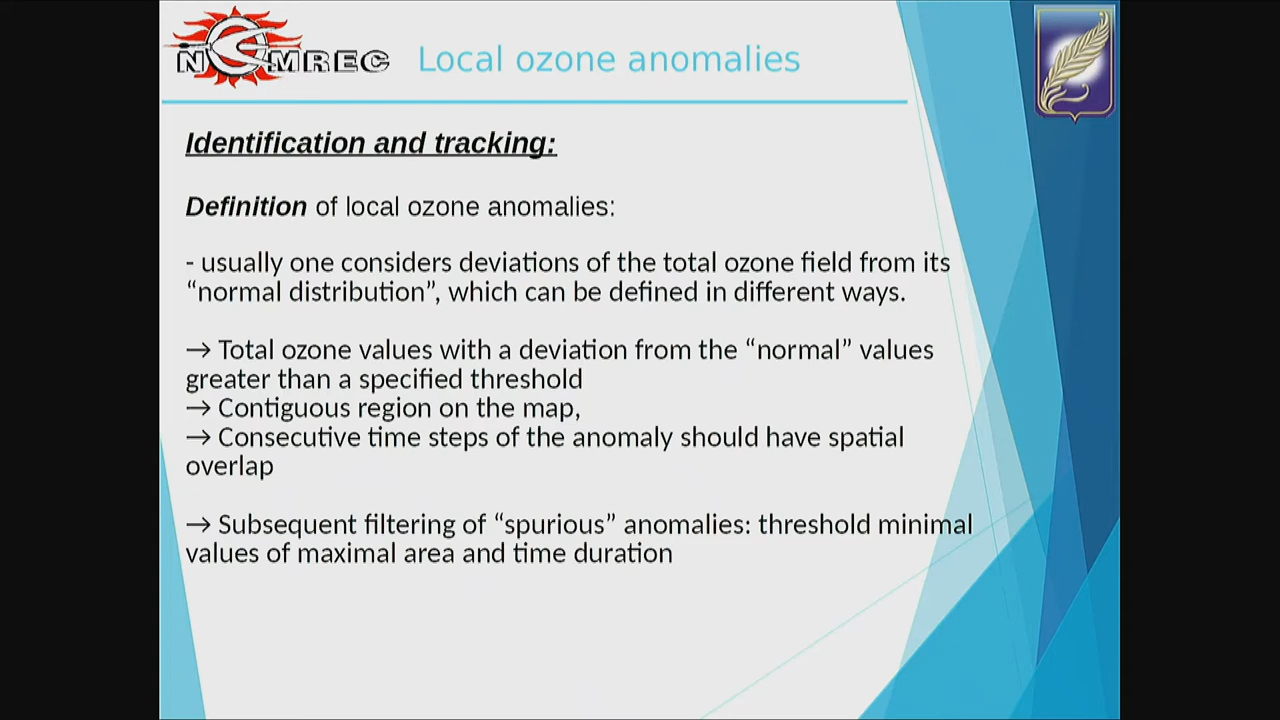 NOMREC
Local ozone anomalies
Identification and tracking:
Definition of local ozone anomalies:
- usually one considers deviations of the total ozone field from its
“normal distribution”, which can be defined in different ways.
→ Total ozone values with a deviation from the “normal” values
greater than a specified threshold
→ Contiguous region on the map,
→ Consecutive time steps of the anomaly should have spatial
overlap
→ Subsequent filtering of “spurious” anomalies: threshold minimal
values of maximal area and time duration